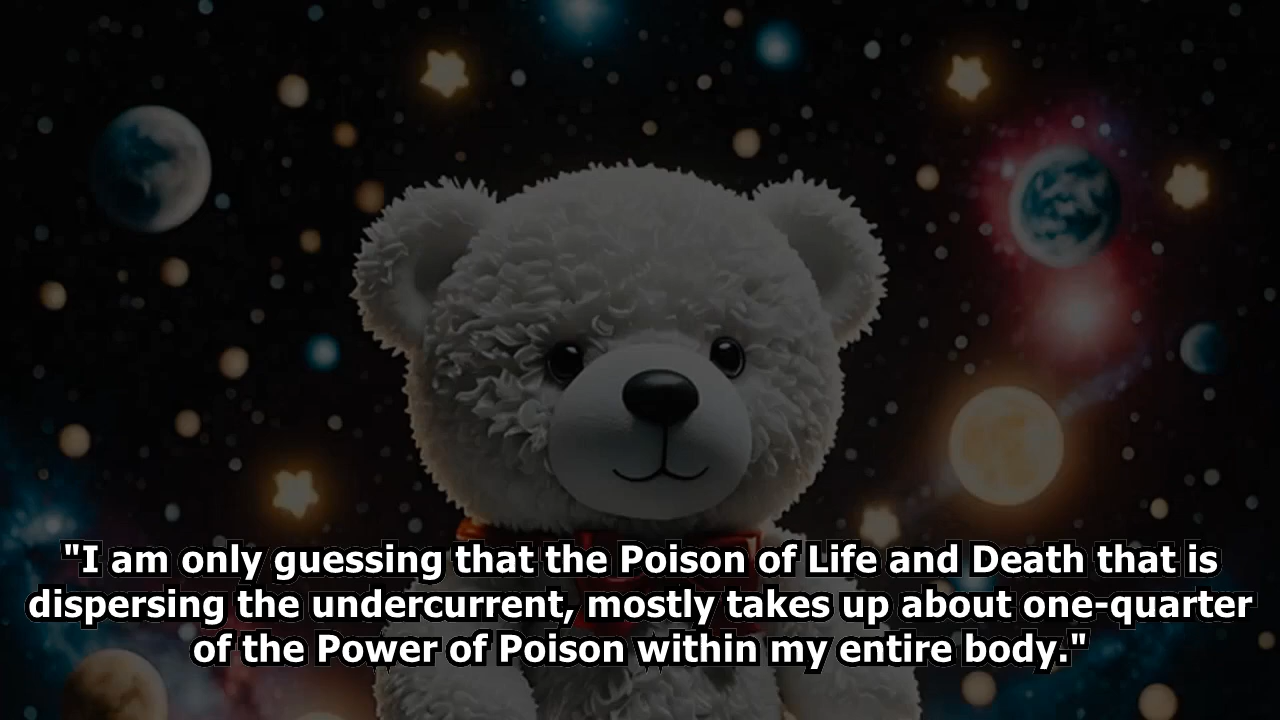 "I am only guessing that the Poison of Life and Death that is
dispersing the undercurrent, mostly takes up about one-quarter
of the Power of Poison within my entire body."